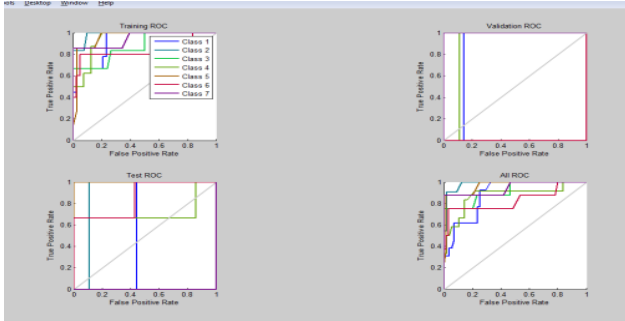 Desktop Window Help
Training ROC
1
0.8
0.6
0.4
0.2
0
0 0.2 0.4 0.6 0.8 1
True Positive Rate
False Positive Rate
Class 1
Class 2
Class 3
Class 4
Class 5
Class 6
Class 7
Validation ROC
1
0.8
0.6
0.4
0.2
0
0 0.2 0.4 0.6 0.8 1
True Positive Rate
False Positive Rate
Test ROC
1
0.8
0.6
0.4
0.2
0
0 0.2 0.4 0.6 0.8 1
True Positive Rate
False Positive Rate
All ROC
1
0.8
0.6
0.4
0.2
0
0 0.2 0.4 0.6 0.8 1
True Positive Rate
False Positive Rate